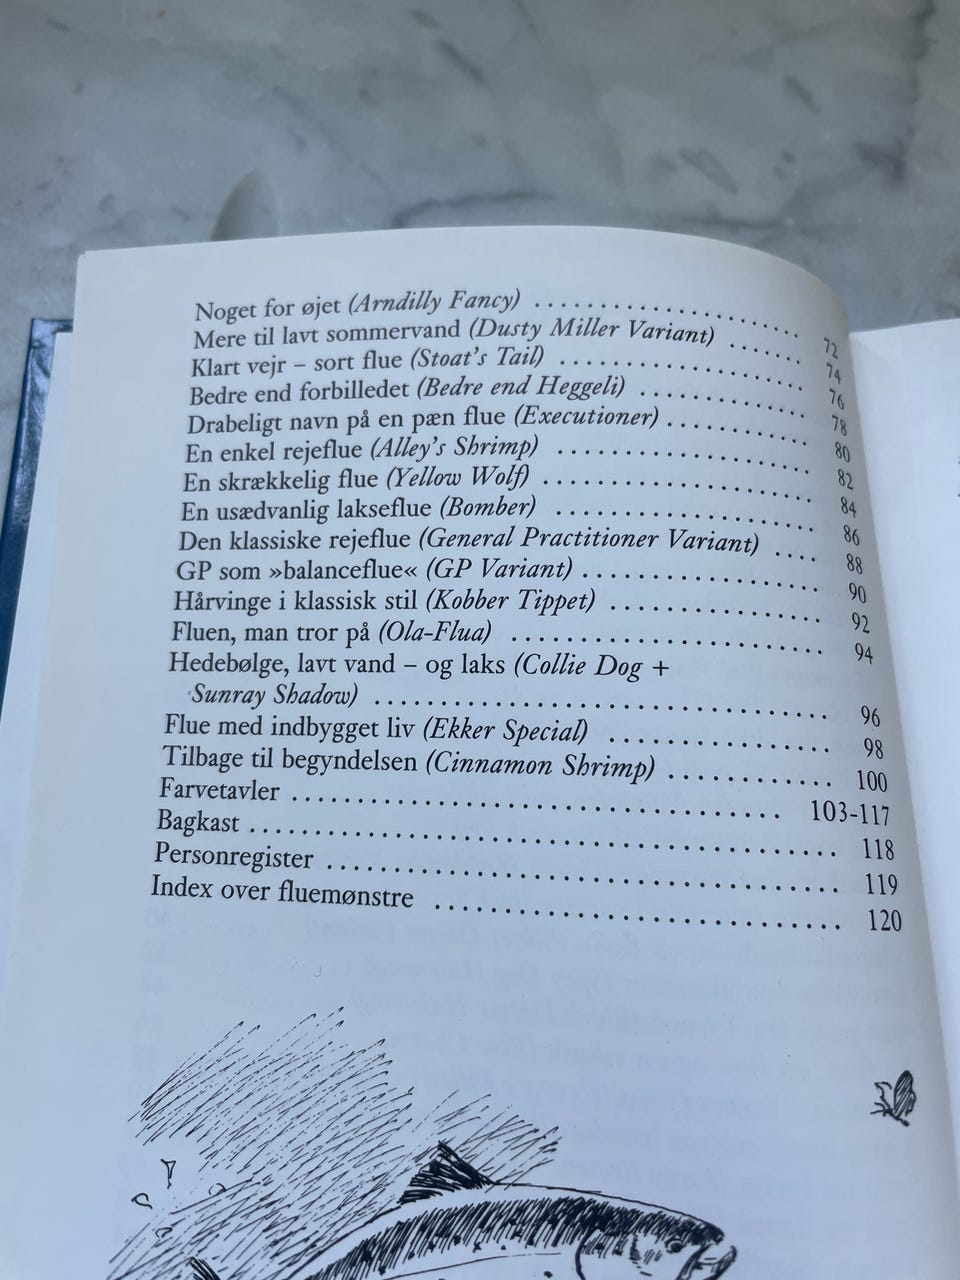 Noget for øjet (Arndilly Fancy) . . . . . . . . . . . . . . . . . . . . . . 72
Mere til lavt sommervand (Dusty Miller Variant) . . . . . . . 74
Klart vejr – sort flue (Stoat's Tail) . . . . . . . . . . . . . . . . . . . . 76
Bedre end forbilledet (Bedre end Heggeli) . . . . . . . . . . . . . 78
Drabeligt navn på en pæn flue (Executioner) . . . . . . . . . . . 80
En enkel rejeflue (Alley's Shrimp) . . . . . . . . . . . . . . . . . . . . 82
En skrækkelig flue (Yellow Wolf) . . . . . . . . . . . . . . . . . . . . . 84
En usædvanlig lakseflue (Bomber) . . . . . . . . . . . . . . . . . . . . 86
Den klassiske rejeflue (General Practitioner Variant) . . . . 88
GP som »balanceflue« (GP Variant) . . . . . . . . . . . . . . . . . . 90
Hårvinge i klassisk stil (Kobber Tippet) . . . . . . . . . . . . . . . . 92
Fluen, man tror på (Ola-Flua) . . . . . . . . . . . . . . . . . . . . . . . . 94
Hedebølge, lavt vand – og laks (Collie Dog +
Sunray Shadow) . . . . . . . . . . . . . . . . . . . . . . . . . . . . . . . . . . 96
Flue med indbygget liv (Ekker Special) . . . . . . . . . . . . . . . . . 98
Tilbage til begyndelsen (Cinnamon Shrimp) . . . . . . . . . . . . 100
Farvetavler . . . . . . . . . . . . . . . . . . . . . . . . . . . . . . . . . . . . . 103-117
Bagkast . . . . . . . . . . . . . . . . . . . . . . . . . . . . . . . . . . . . . . . . . . . 118
Personregister . . . . . . . . . . . . . . . . . . . . . . . . . . . . . . . . . . . . . . 119
Index over fluemønstre . . . . . . . . . . . . . . . . . . . . . . . . . . . . . . 120